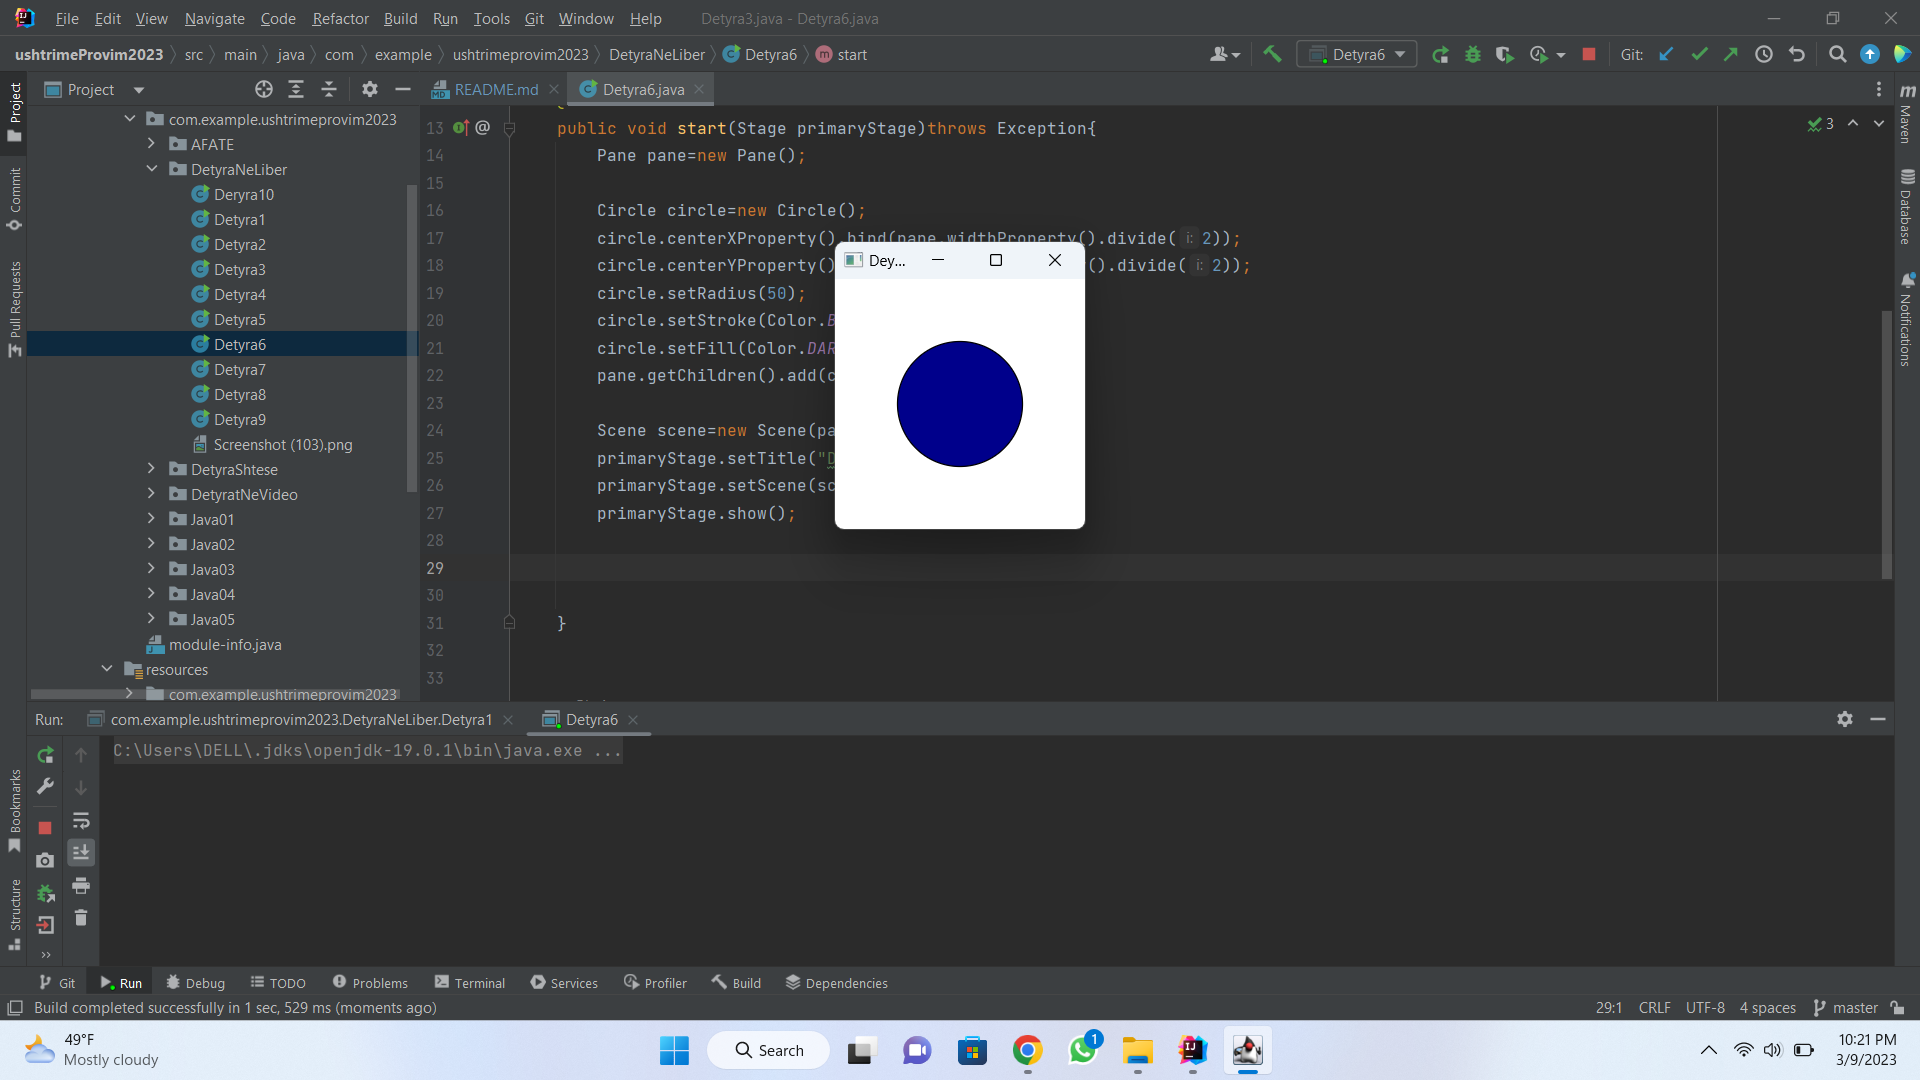 File Edit View Navigate Code Refactor Build Run Tools Git Window Help Detyra3.java - Detyra6.java
ushtrimeProvim2023 src main java com example ushtrimeprovim2023 DetyraNeLiber Detyra6 m start Detyra6 Git:
Project README.md Detyra6.java
Project
Commit
Pull Requests
Bookmarks
Structure
com.example.ushtrimeprovim2023
AFATE
DetyraNeLiber
Deryra10
Detyra1
Detyra2
Detyra3
Detyra4
Detyra5
Detyra6
Detyra7
Detyra8
Detyra9
Screenshot (103).png
DetyraShtese
DetyratNeVideo
Java01
Java02
Java03
Java04
Java05
module-info.java
resources
com.example.ushtrimeprovim2023
3
13 @ public void start(Stage primaryStage)throws Exception{
14 Pane pane=new Pane();
15
16 Circle circle=new Circle();
17 circle.centerXProperty().bind(pane.widthProperty().divide( i: 2));
18 circle.centerYProperty() ().divide( i: 2));
19 circle.setRadius(50);
20 circle.setStroke(Color.B
21 circle.setFill(Color.DAR
22 pane.getChildren().add(c
23
24 Scene scene=new Scene(pa
25 primaryStage.setTitle("D
26 primaryStage.setScene(sc
27 primaryStage.show();
28
29
30
31 }
32
33
Dey...
Maven
Database
Notifications
Run: com.example.ushtrimeprovim2023.DetyraNeLiber.Detyra1 Detyra6
C:\Users\DELL\.jdks\openjdk-19.0.1\bin\java.exe ...
Git Run Debug TODO Problems Terminal Services Profiler Build Dependencies
Build completed successfully in 1 sec, 529 ms (moments ago) 29:1 CRLF UTF-8 4 spaces master
49°F
Mostly cloudy
Search
1
10:21 PM
3/9/2023